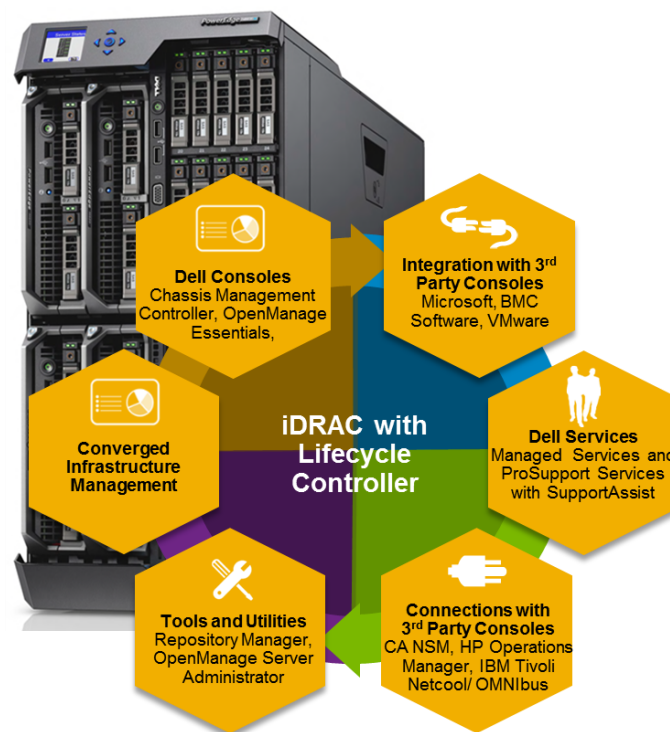 PowerEdge
DELL
Dell Consoles
Chassis Management
Controller, OpenManage
Essentials,
Integration with 3rd
Party Consoles
Microsoft, BMC
Software, VMware
iDRAC with
Lifecycle
Controller
Converged
Infrastructure
Management
Dell Services
Managed Services and
ProSupport Services
with SupportAssist
Tools and Utilities
Repository Manager,
OpenManage Server
Administrator
Connections with
3rd Party Consoles
CA NSM, HP Operations
Manager, IBM Tivoli
Netcool/ OMNIbus